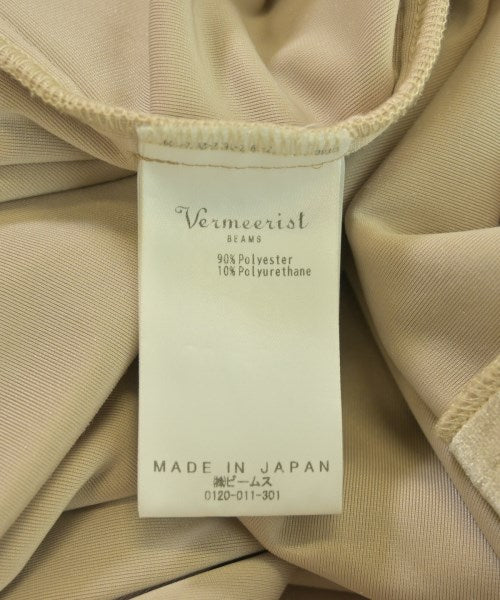 Vermeerist
BEAMS
90% Polyester
10% Polyurethane
MADE IN JAPAN
㈱ビームス
0120-011-301